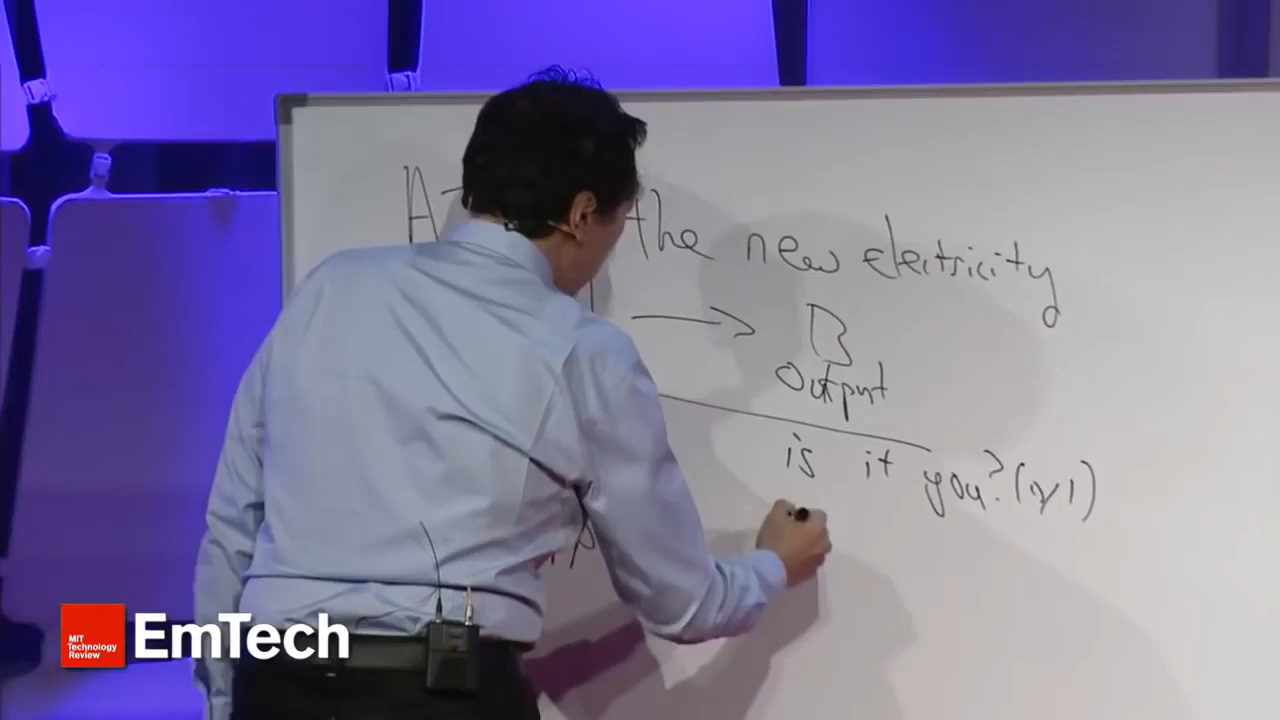 A the new electricity
B
Output
is it you? (0/1)
MIT
Technology
Review
EmTech